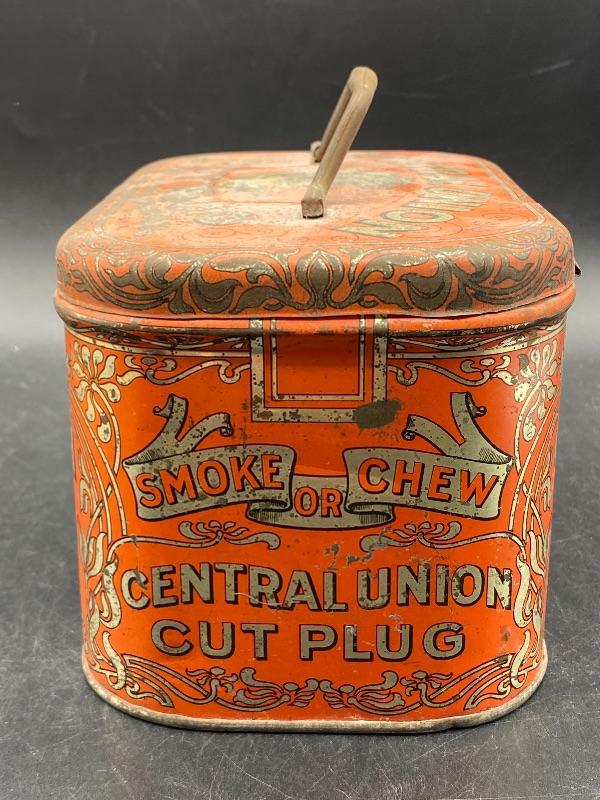 SMOKE OR CHEW
CENTRAL UNION
CUT PLUG